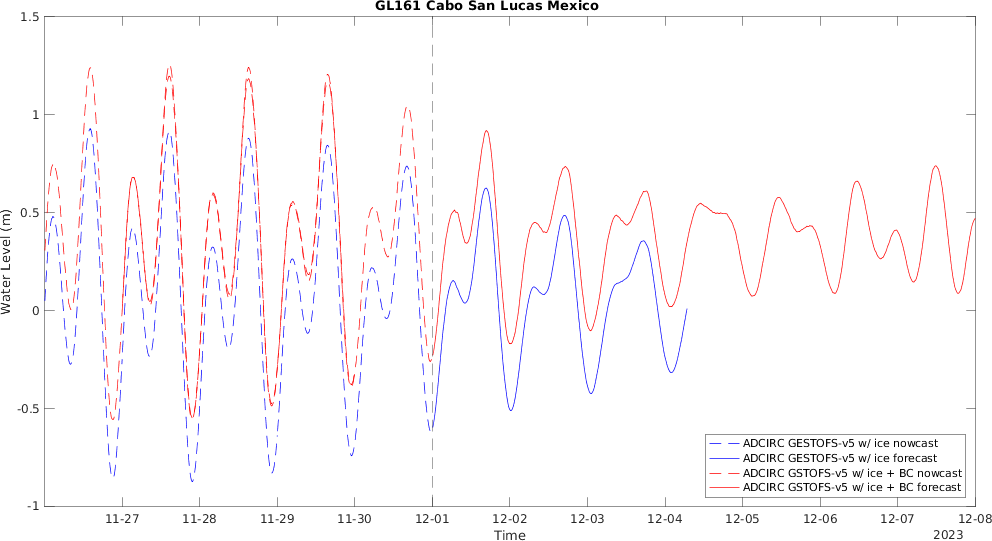 GL161 Cabo San Lucas Mexico
1.5
1
0.5
0
-0.5
-1
Water Level (m)
11-27 11-28 11-29 11-30 12-01 12-02 12-03 12-04 12-05 12-06 12-07 12-08
Time
2023
ADCIRC GESTOFS-v5 w/ ice nowcast
ADCIRC GESTOFS-v5 w/ ice forecast
ADCIRC GSTOFS-v5 w/ ice + BC nowcast
ADCIRC GSTOFS-v5 w/ ice + BC forecast